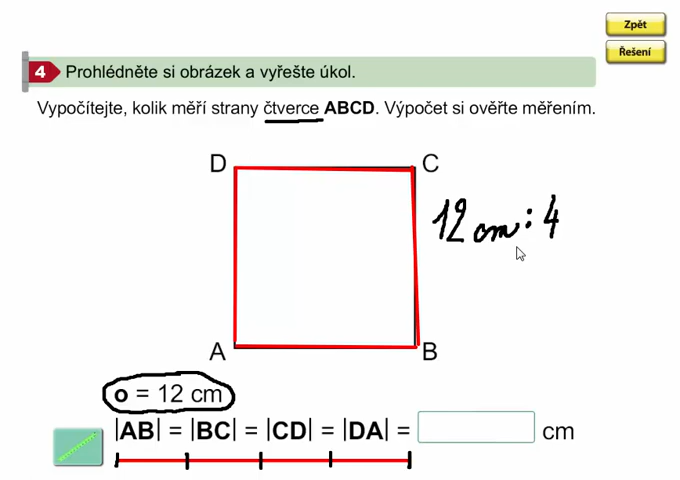 Zpět
Řešení
4 Prohlédněte si obrázek a vyřešte úkol.
Vypočítejte, kolik měří strany čtverce ABCD. Výpočet si ověřte měřením.
D C
12 cm : 4
A B
o = 12 cm
|AB| = |BC| = |CD| = |DA| = cm